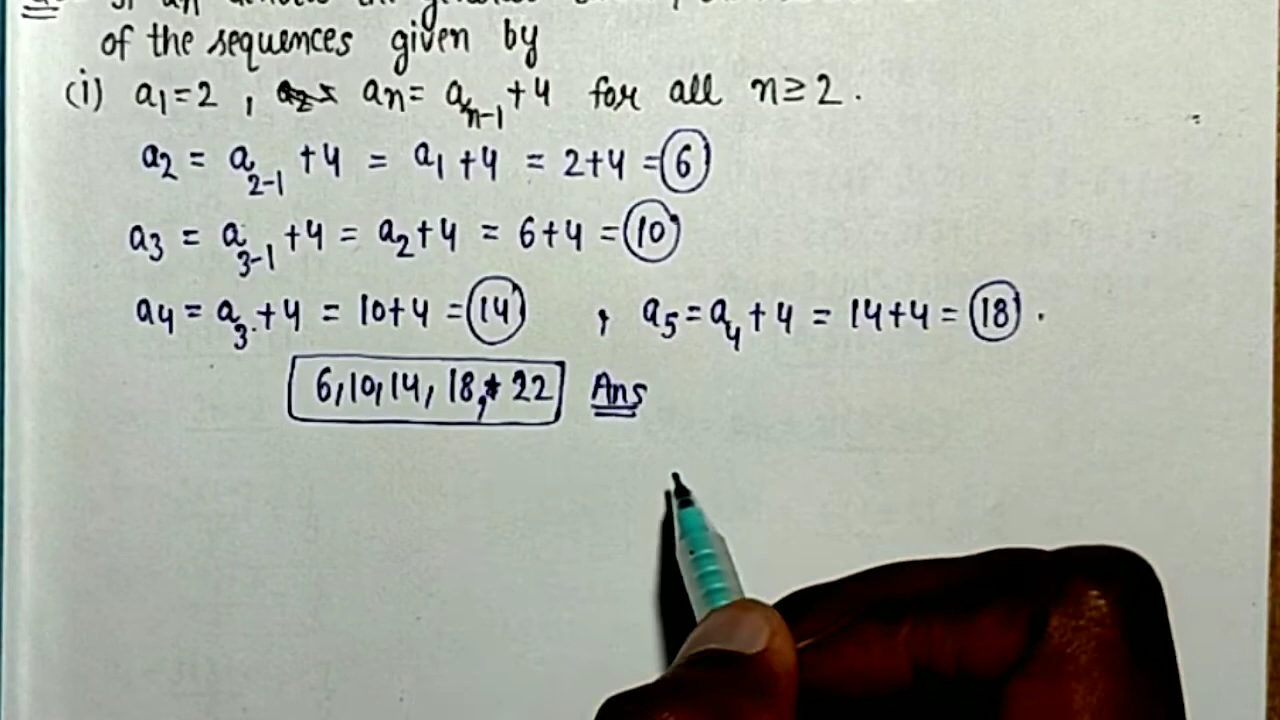 of the sequences given by
(i) a1=2 , an= an-1+4 for all n≥2.
a2 = a2-1 +4 = a1+4 = 2+4 =6
a3 = a3-1 +4 = a2+4 = 6+4 =10
a4 = a3.+4 = 10+4 =14 , a5=a4+4 = 14+4 =18 .
6,10,14, 18, 22 Ans